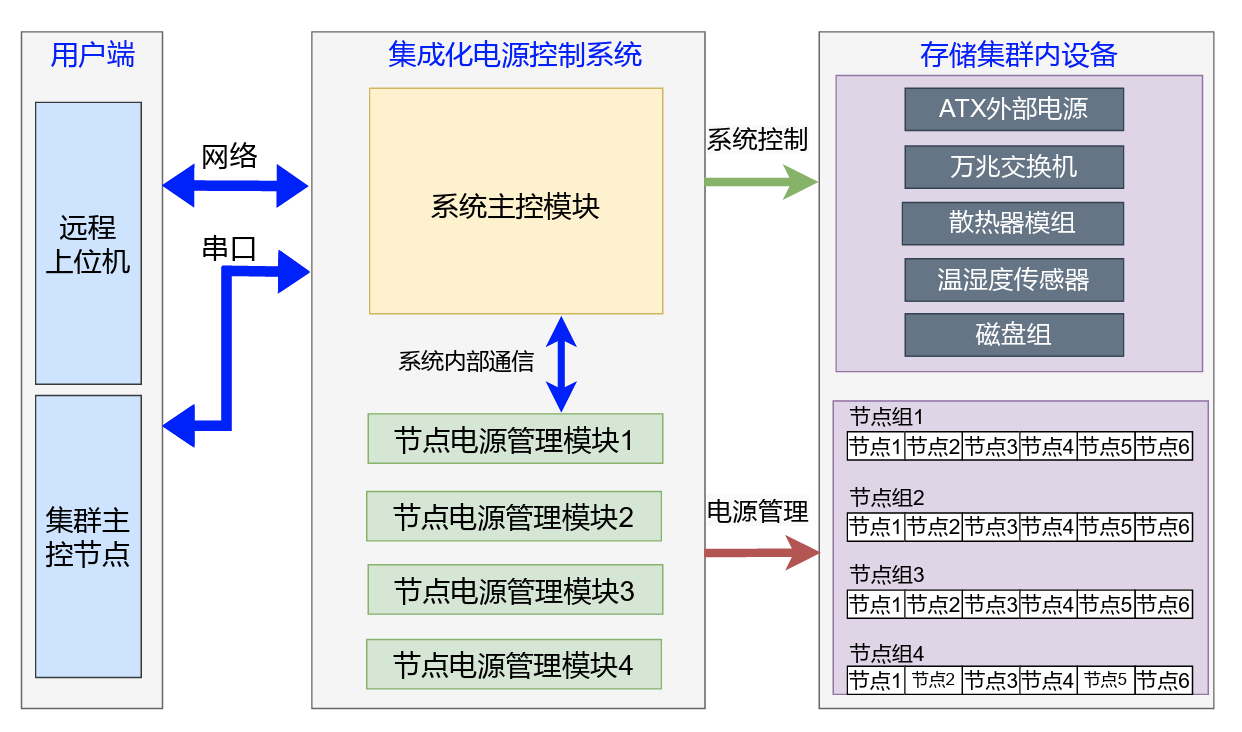 用户端
远程
上位机
集群主
控节点
网络
串口
集成化电源控制系统
系统主控模块
系统内部通信
节点电源管理模块1
节点电源管理模块2
节点电源管理模块3
节点电源管理模块4
系统控制
电源管理
存储集群内设备
ATX外部电源
万兆交换机
散热器模组
温湿度传感器
磁盘组
节点组1
节点1 节点2 节点3 节点4 节点5 节点6
节点组2
节点1 节点2 节点3 节点4 节点5 节点6
节点组3
节点1 节点2 节点3 节点4 节点5 节点6
节点组4
节点1 节点2 节点3 节点4 节点5 节点6